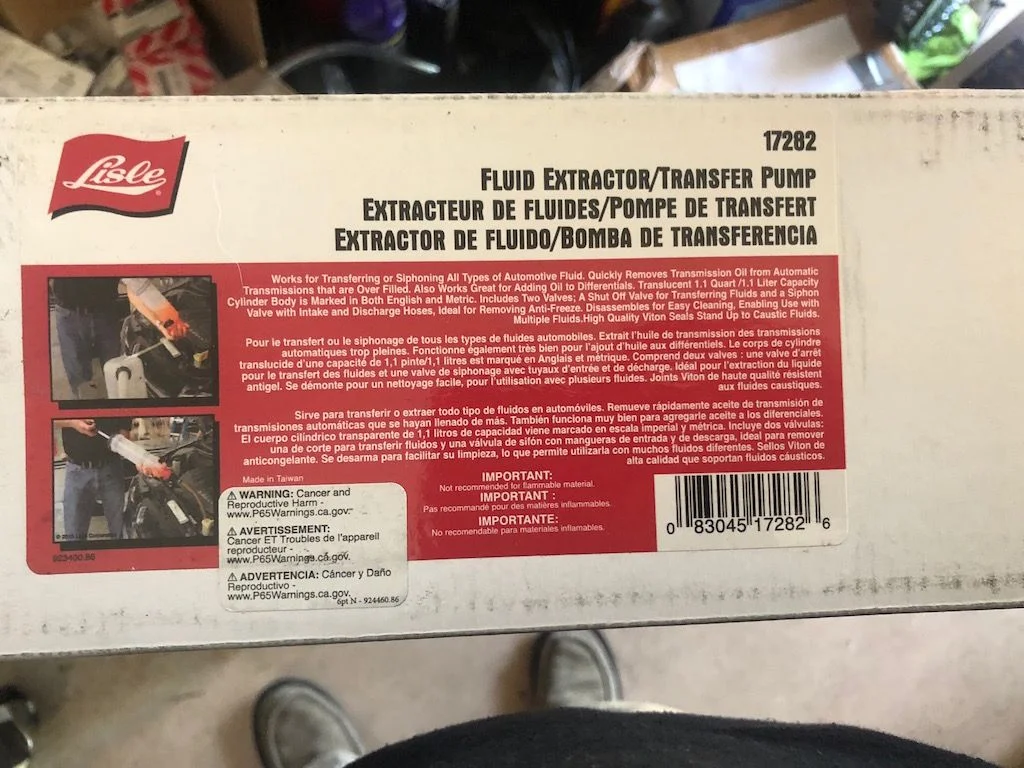 Lisle
17282
FLUID EXTRACTOR/TRANSFER PUMP
EXTRACTEUR DE FLUIDES/POMPE DE TRANSFERT
EXTRACTOR DE FLUIDO/BOMBA DE TRANSFERENCIA
Works for Transferring or Siphoning All Types of Automotive Fluid. Quickly Removes Transmission Oil from Automatic
Transmissions that are Over Filled. Also Works Great for Adding Oil to Differentials. Translucent 1.1 Quart /1.1 Liter Capacity
Cylinder Body is Marked in Both English and Metric. Includes Two Valves; A Shut Off Valve for Transferring Fluids and a Siphon
Valve with Intake and Discharge Hoses, Ideal for Removing Anti-Freeze. Disassembles for Easy Cleaning, Enabling Use with
Multiple Fluids.High Quality Viton Seals Stand Up to Caustic Fluids.
Pour le transfert ou le siphonage de tous les types de fluides automobiles. Extrait l'huile de transmission des transmissions
automatiques trop pleines. Fonctionne également très bien pour l'ajout d'huile aux différentiels. Le corps de cylindre
translucide d'une capacité de 1,1 pinte/1,1 litres est marqué en Anglais et métrique. Comprend deux valves : une valve d'arrêt
pour le transfert des fluides et une valve de siphonage avec tuyaux d'entrée et de décharge. Idéal pour l'extraction du liquide
antigel. Se démonte pour un nettoyage facile, pour l'utilisation avec plusieurs fluides. Joints Viton de haute qualité résistent
aux fluides caustiques.
Sirve para transferir o extraer todo tipo de fluidos en automóviles. Remueve rápidamente aceite de transmisión de
transmisiones automáticas que se hayan llenado de más. También funciona muy bien para agregarle aceite a los diferenciales.
El cuerpo cilíndrico transparente de 1,1 litros de capacidad viene marcado en escala imperial y métrica. Incluye dos válvulas:
una de corte para transferir fluidos y una válvula de sifón con mangueras de entrada y de descarga, ideal para remover
anticongelante. Se desarma para facilitar su limpieza, lo que permite utilizarla con muchos fluidos diferentes. Sellos Viton de
alta calidad que soportan fluidos cáusticos.
Made in Taiwan
IMPORTANT:
Not recommended for flammable material.
IMPORTANT :
Pas recommandé pour des matières inflammables.
IMPORTANTE:
No recomendable para materiales inflamables.
⚠ WARNING: Cancer and
Reproductive Harm -
www.P65Warnings.ca.gov.
⚠ AVERTISSEMENT:
Cancer ET Troubles de l'appareil
reproducteur -
www.P65Warnings.ca.gov.
⚠ ADVERTENCIA: Cáncer y Daño
Reproductivo -
www.P65Warnings.ca.gov.
6pt N - 924460.86
0 83045 17282 6
923460.86